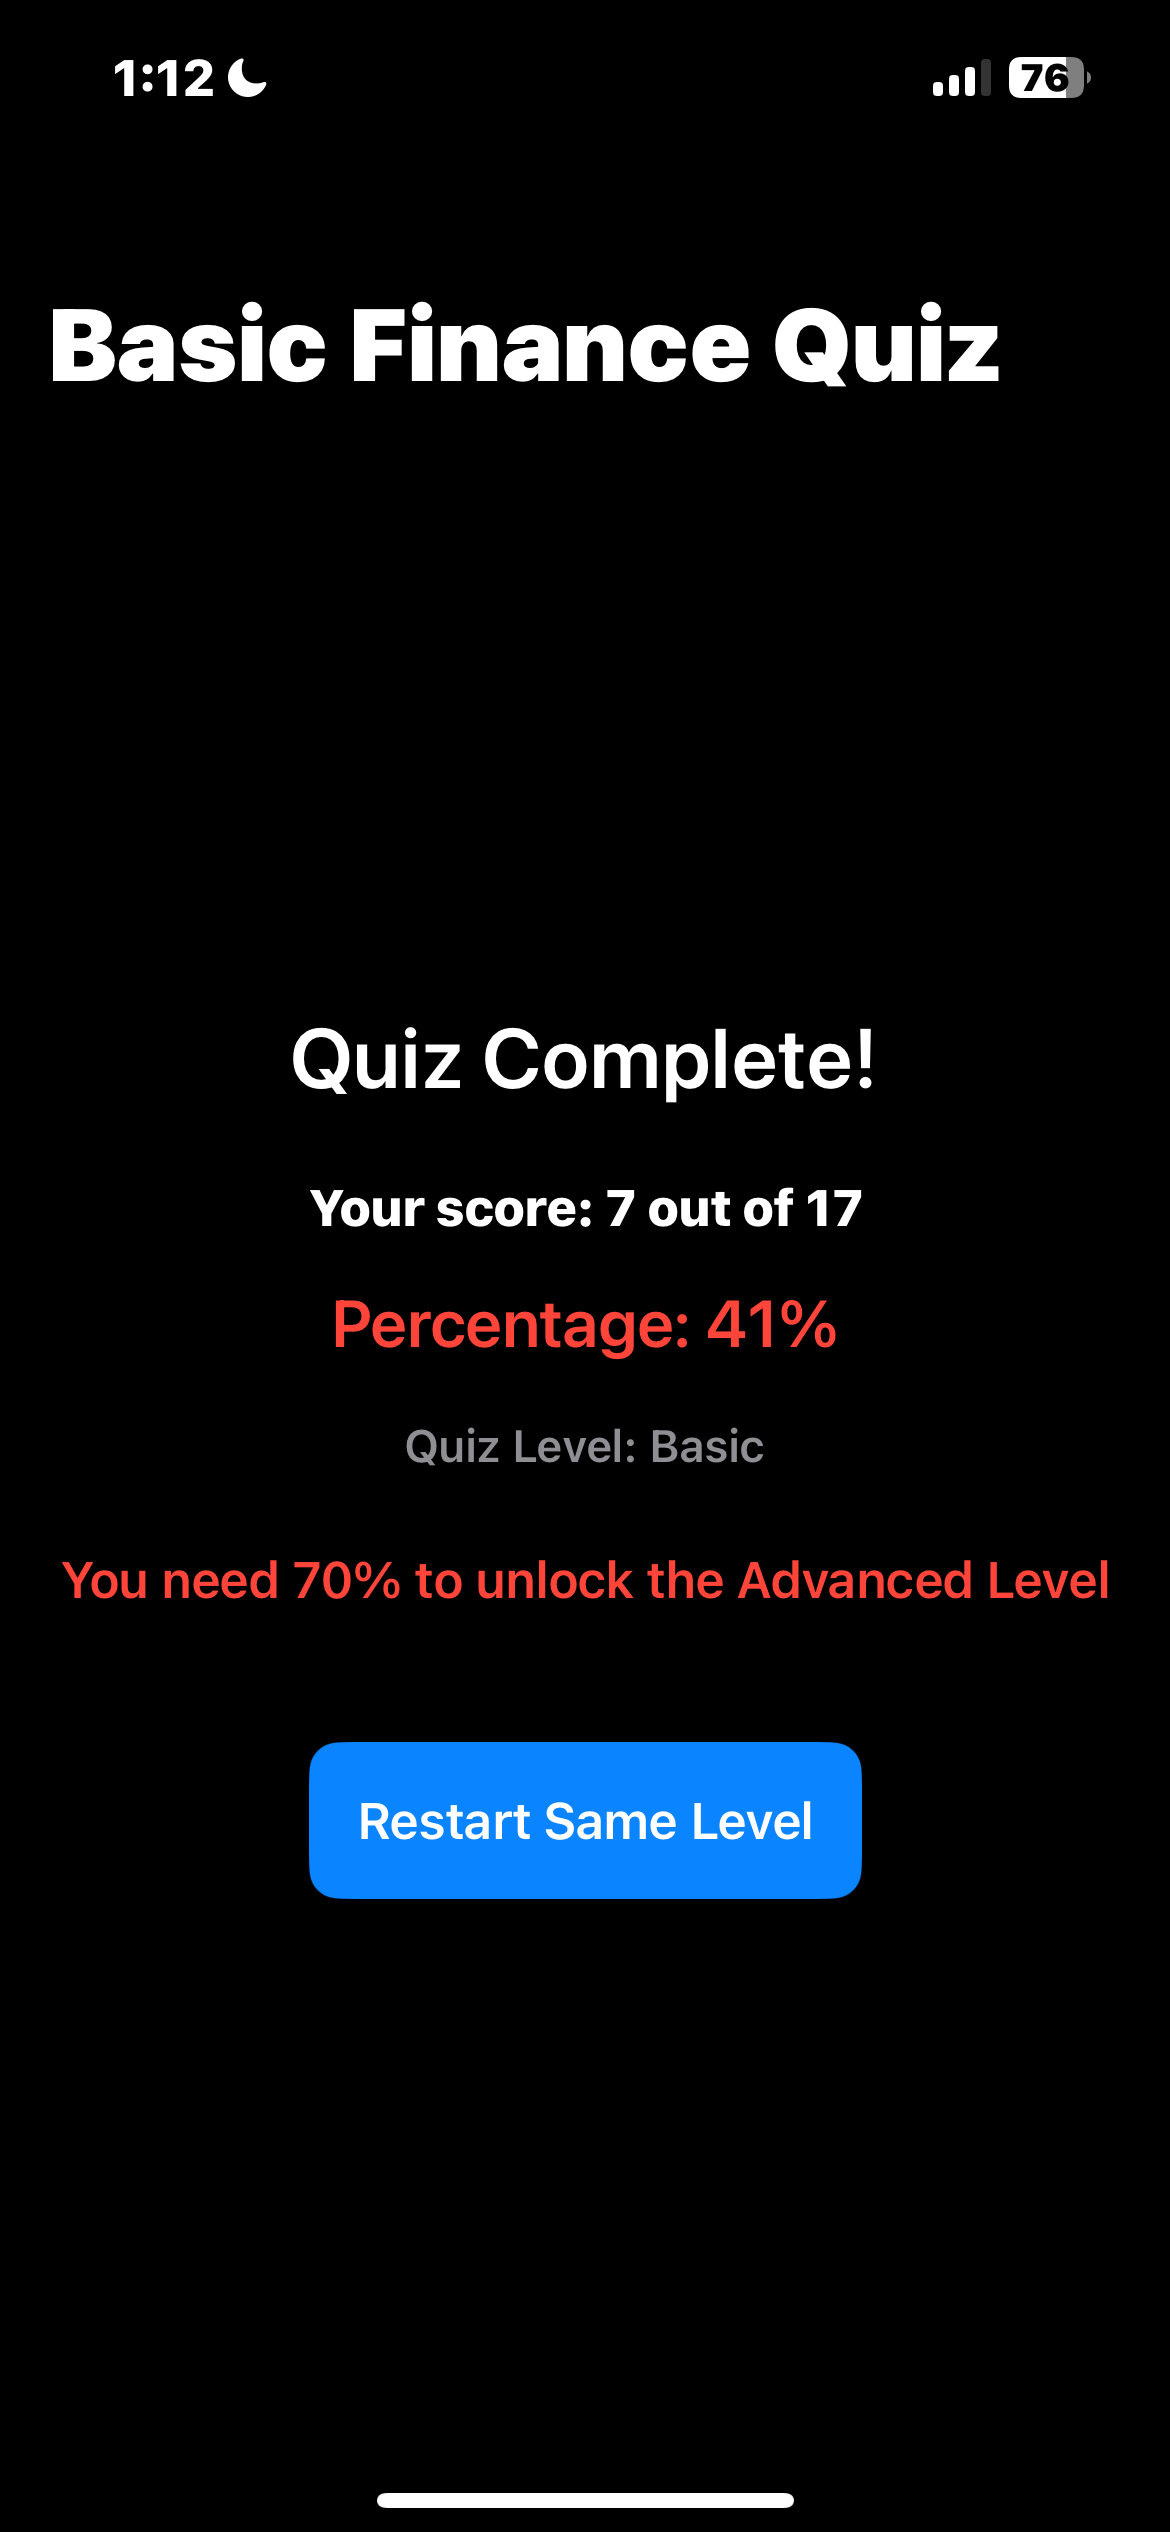 1:12
76
Basic Finance Quiz
Quiz Complete!
Your score: 7 out of 17
Percentage: 41%
Quiz Level: Basic
You need 70% to unlock the Advanced Level
Restart Same Level